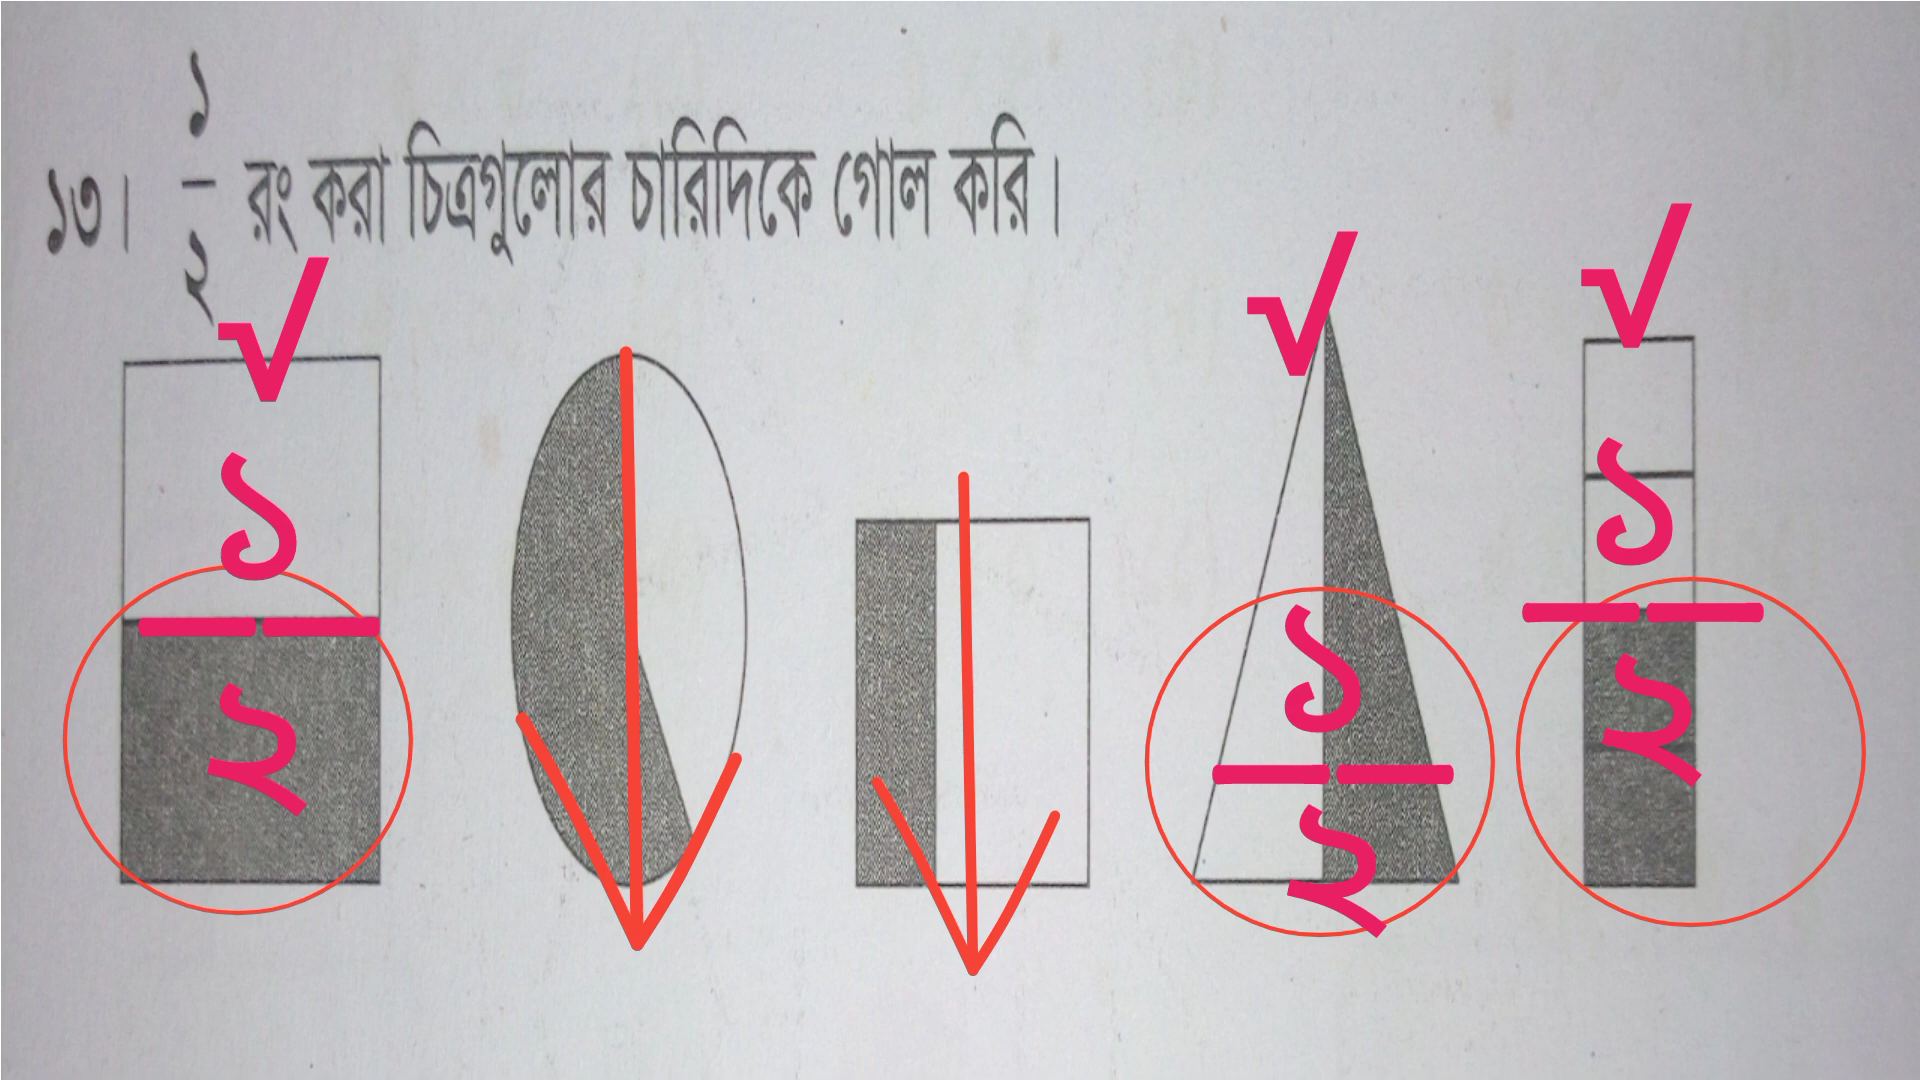 ১৩। ১/২ রং করা চিত্রগুলোর চারিদিকে গোল করি।
√ √ √
১ ১ ১
২ ২ ২